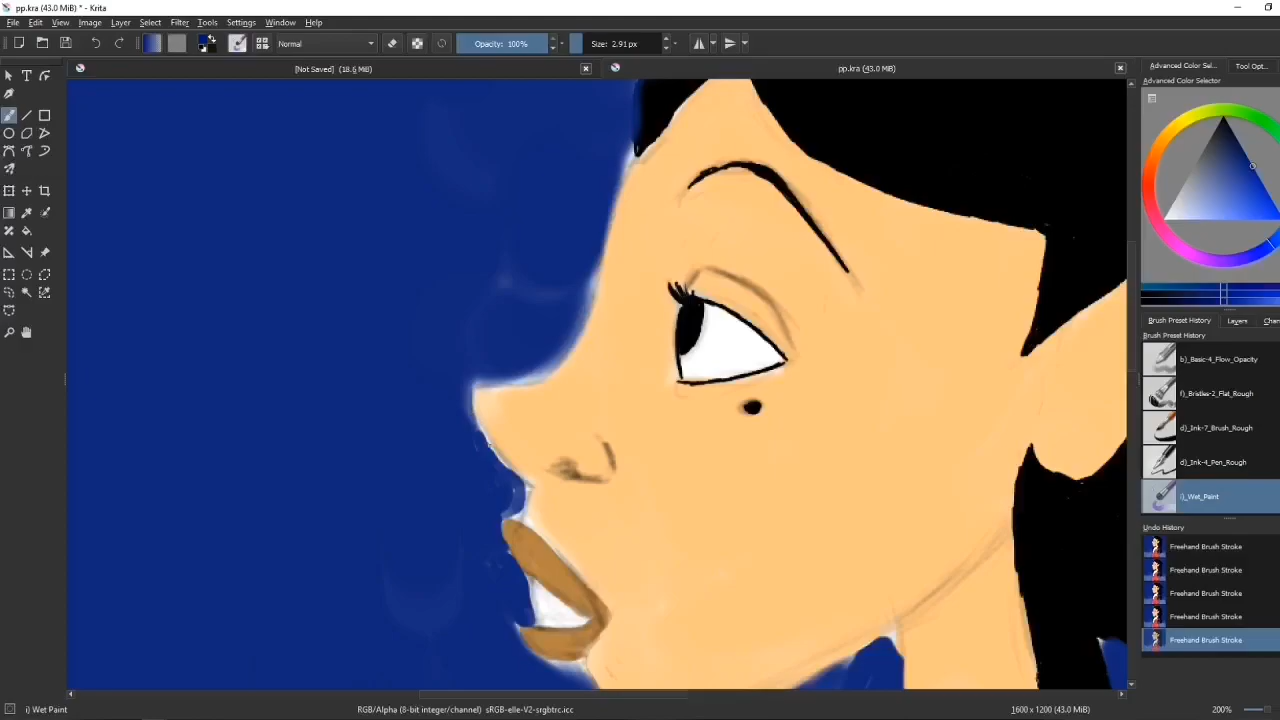 pp.kra (43.0 MiB) * - Krita
File Edit View Image Layer Select Filter Tools Settings Window Help
Normal Opacity: 100% Size: 2.91 px
[Not Saved] (18.6 MiB) pp.kra (43.0 MiB) Advanced Color Sel... Tool Opt...
Advanced Color Selector
Brush Preset History Layers Chan
Brush Preset History
b)_Basic-4_Flow_Opacity
f)_Bristles-2_Flat_Rough
d)_Ink-7_Brush_Rough
d)_Ink-4_Pen_Rough
i)_Wet_Paint
Undo History
Freehand Brush Stroke
Freehand Brush Stroke
Freehand Brush Stroke
Freehand Brush Stroke
Freehand Brush Stroke
i) Wet Paint RGB/Alpha (8-bit integer/channel) sRGB-elle-V2-srgbtrc.icc 1600 x 1200 (43.0 MiB) 200%